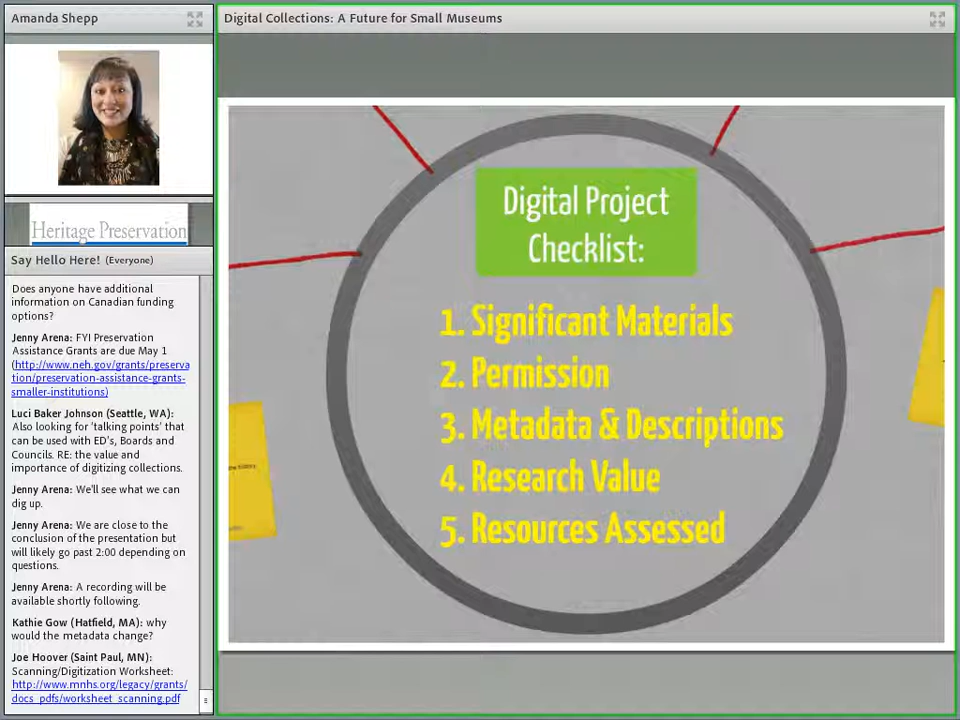 Amanda Shepp
Digital Collections: A Future for Small Museums
Heritage Preservation
Say Hello Here! (Everyone)
Does anyone have additional
information on Canadian funding
options?
Jenny Arena: FYI Preservation
Assistance Grants are due May 1
(http://www.neh.gov/grants/preserva
tion/preservation-assistance-grants-
smaller-institutions)
Luci Baker Johnson (Seattle, WA):
Also looking for 'talking points' that
can be used with ED's, Boards and
Councils. RE: the value and
importance of digitizing collections.
Jenny Arena: We'll see what we can
dig up.
Jenny Arena: We are close to the
conclusion of the presentation but
will likely go past 2:00 depending on
questions.
Jenny Arena: A recording will be
available shortly following.
Kathie Gow (Hatfield, MA): why
would the metadata change?
Joe Hoover (Saint Paul, MN):
Scanning/Digitization Worksheet:
http://www.mnhs.org/legacy/grants/
docs_pdfs/worksheet_scanning.pdf
Digital Project
Checklist:
1. Significant Materials
2. Permission
3. Metadata & Descriptions
4. Research Value
5. Resources Assessed